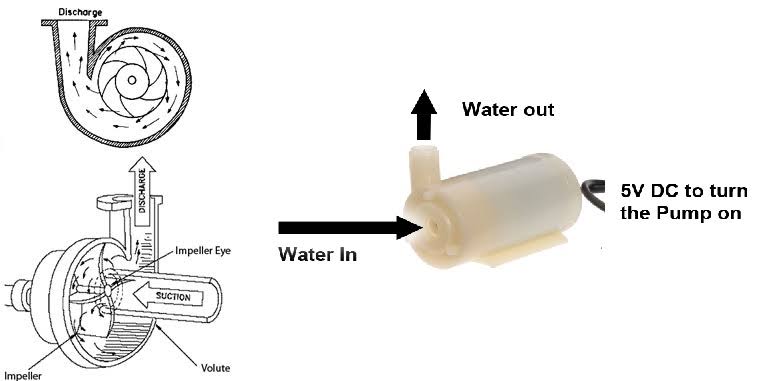 Discharge
DISCHARGE
Impeller Eye
SUCTION
Impeller
Volute
Water out
Water In
5V DC to turn
the Pump on